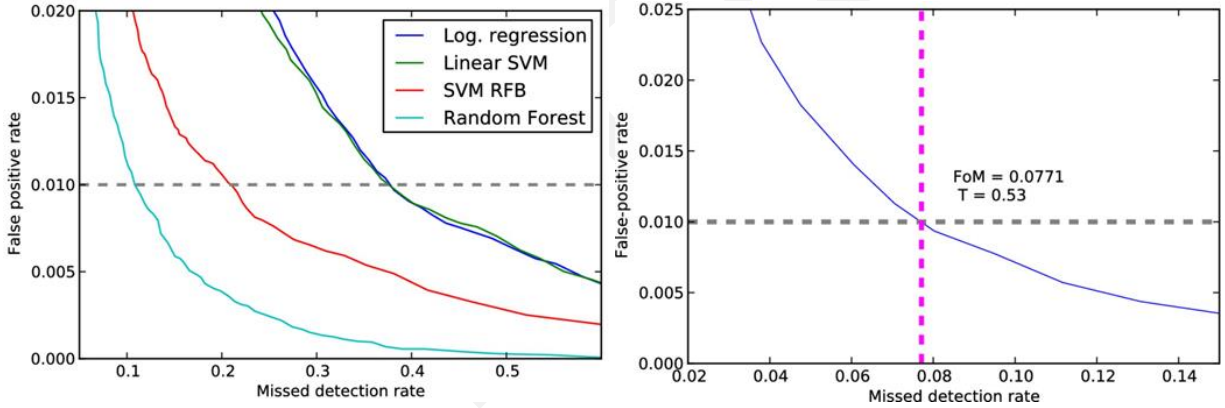 0.020
0.015
0.010
0.005
0.000
False positive rate
Log. regression
Linear SVM
SVM RFB
Random Forest
0.1 0.2 0.3 0.4 0.5
Missed detection rate
0.025
0.020
0.015
0.010
0.005
0.000
False-positive rate
FoM = 0.0771
T = 0.53
0.02 0.04 0.06 0.08 0.10 0.12 0.14
Missed detection rate